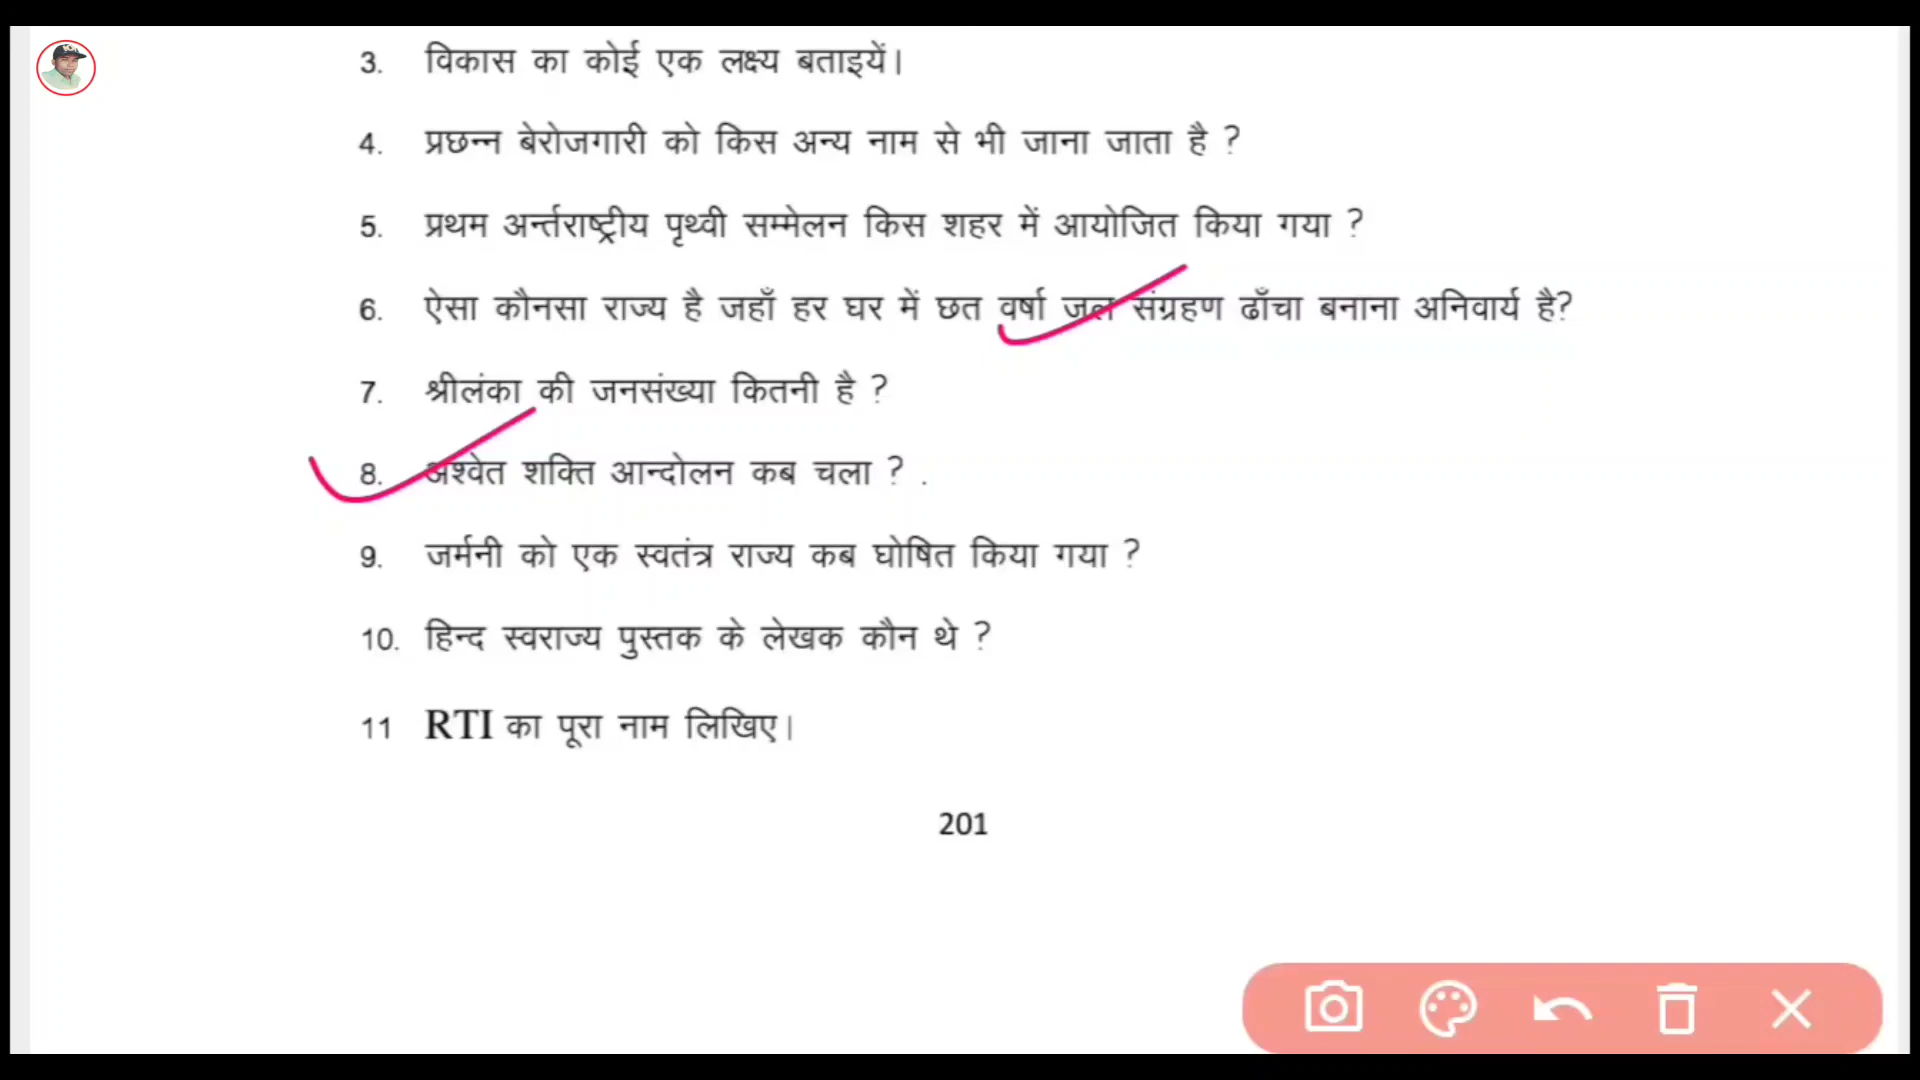 3. विकास का कोई एक लक्ष्य बताइयें।
4. प्रछन्न बेरोजगारी को किस अन्य नाम से भी जाना जाता है ?
5. प्रथम अर्न्तराष्ट्रीय पृथ्वी सम्मेलन किस शहर में आयोजित किया गया ?
6. ऐसा कौनसा राज्य है जहाँ हर घर में छत वर्षा जल संग्रहण ढाँचा बनाना अनिवार्य है?
7. श्रीलंका की जनसंख्या कितनी है ?
8. अश्वेत शक्ति आन्दोलन कब चला ? .
9. जर्मनी को एक स्वतंत्र राज्य कब घोषित किया गया ?
10. हिन्द स्वराज्य पुस्तक के लेखक कौन थे ?
11 RTI का पूरा नाम लिखिए।
201